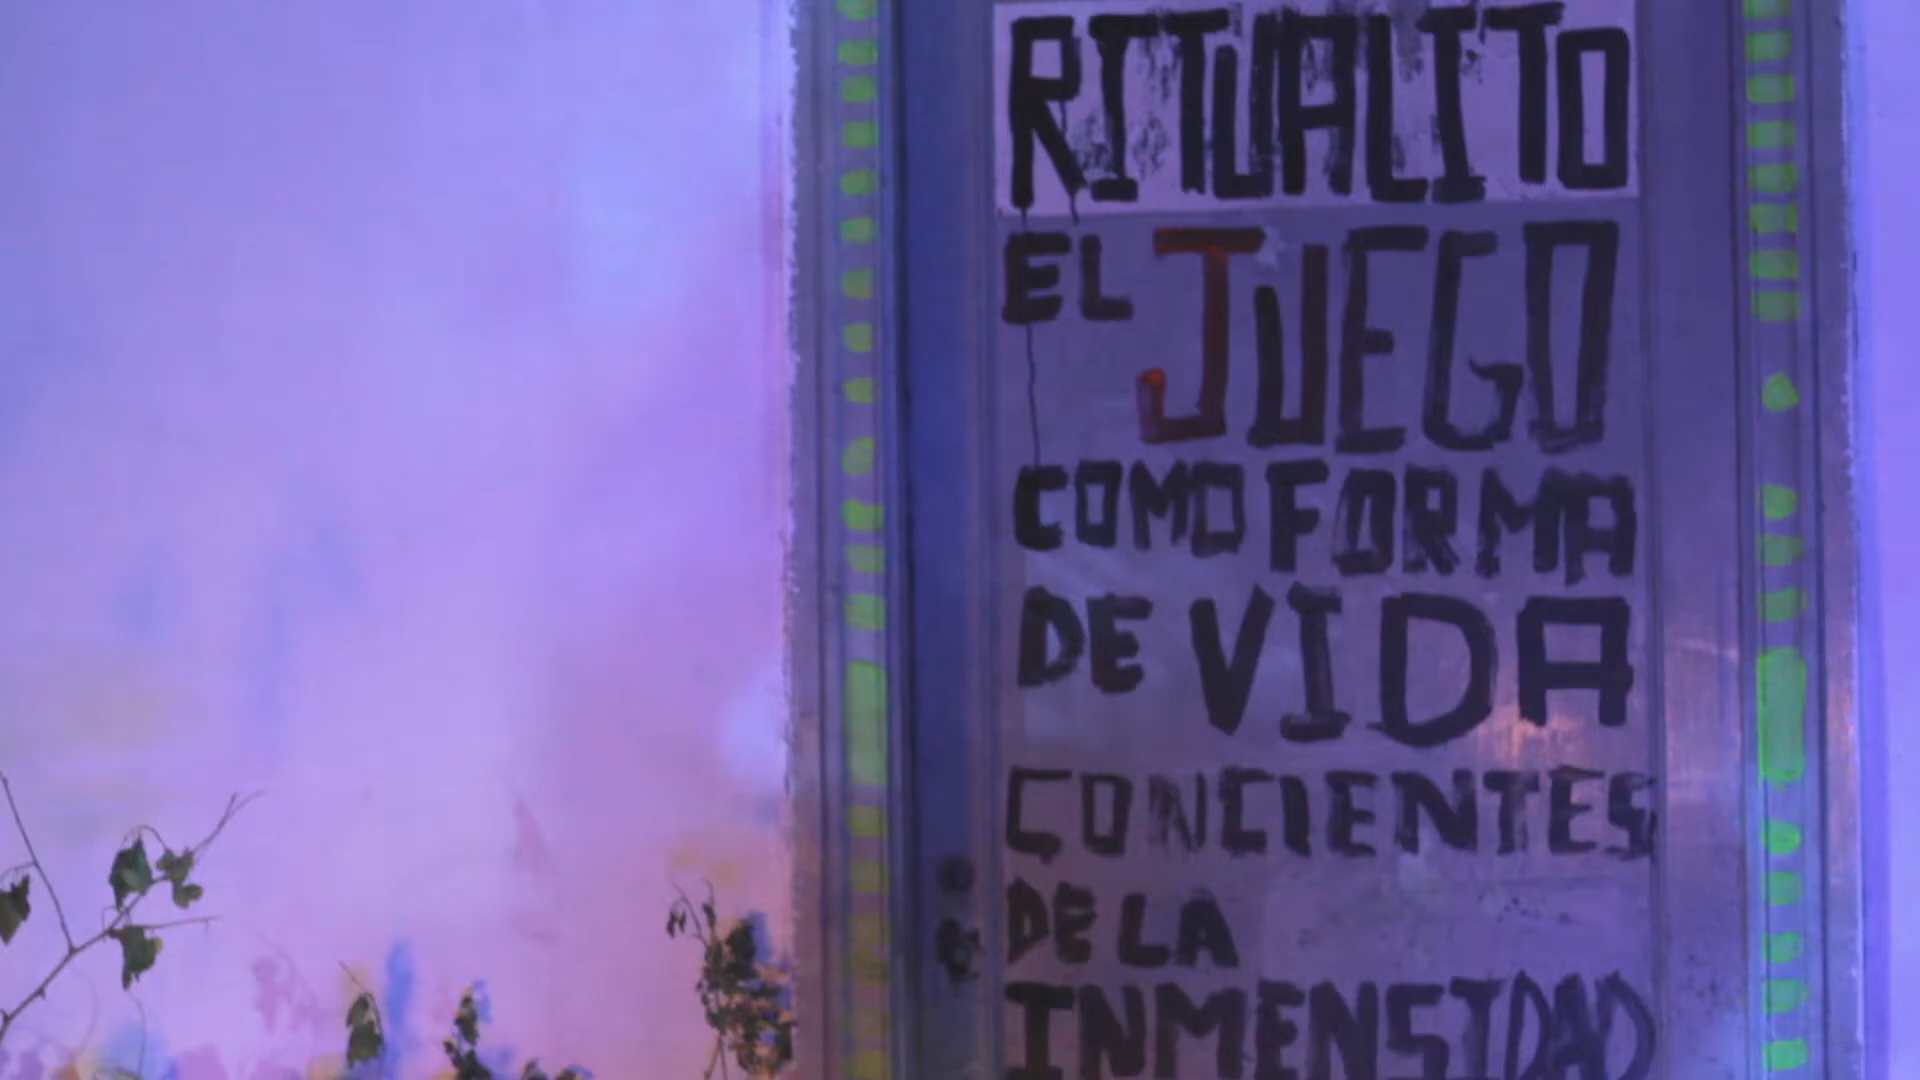 RITUALITO
EL JUEGO
COMO FORMA
DE VIDA
CONCIENTES
DE LA
INMENSIDAD